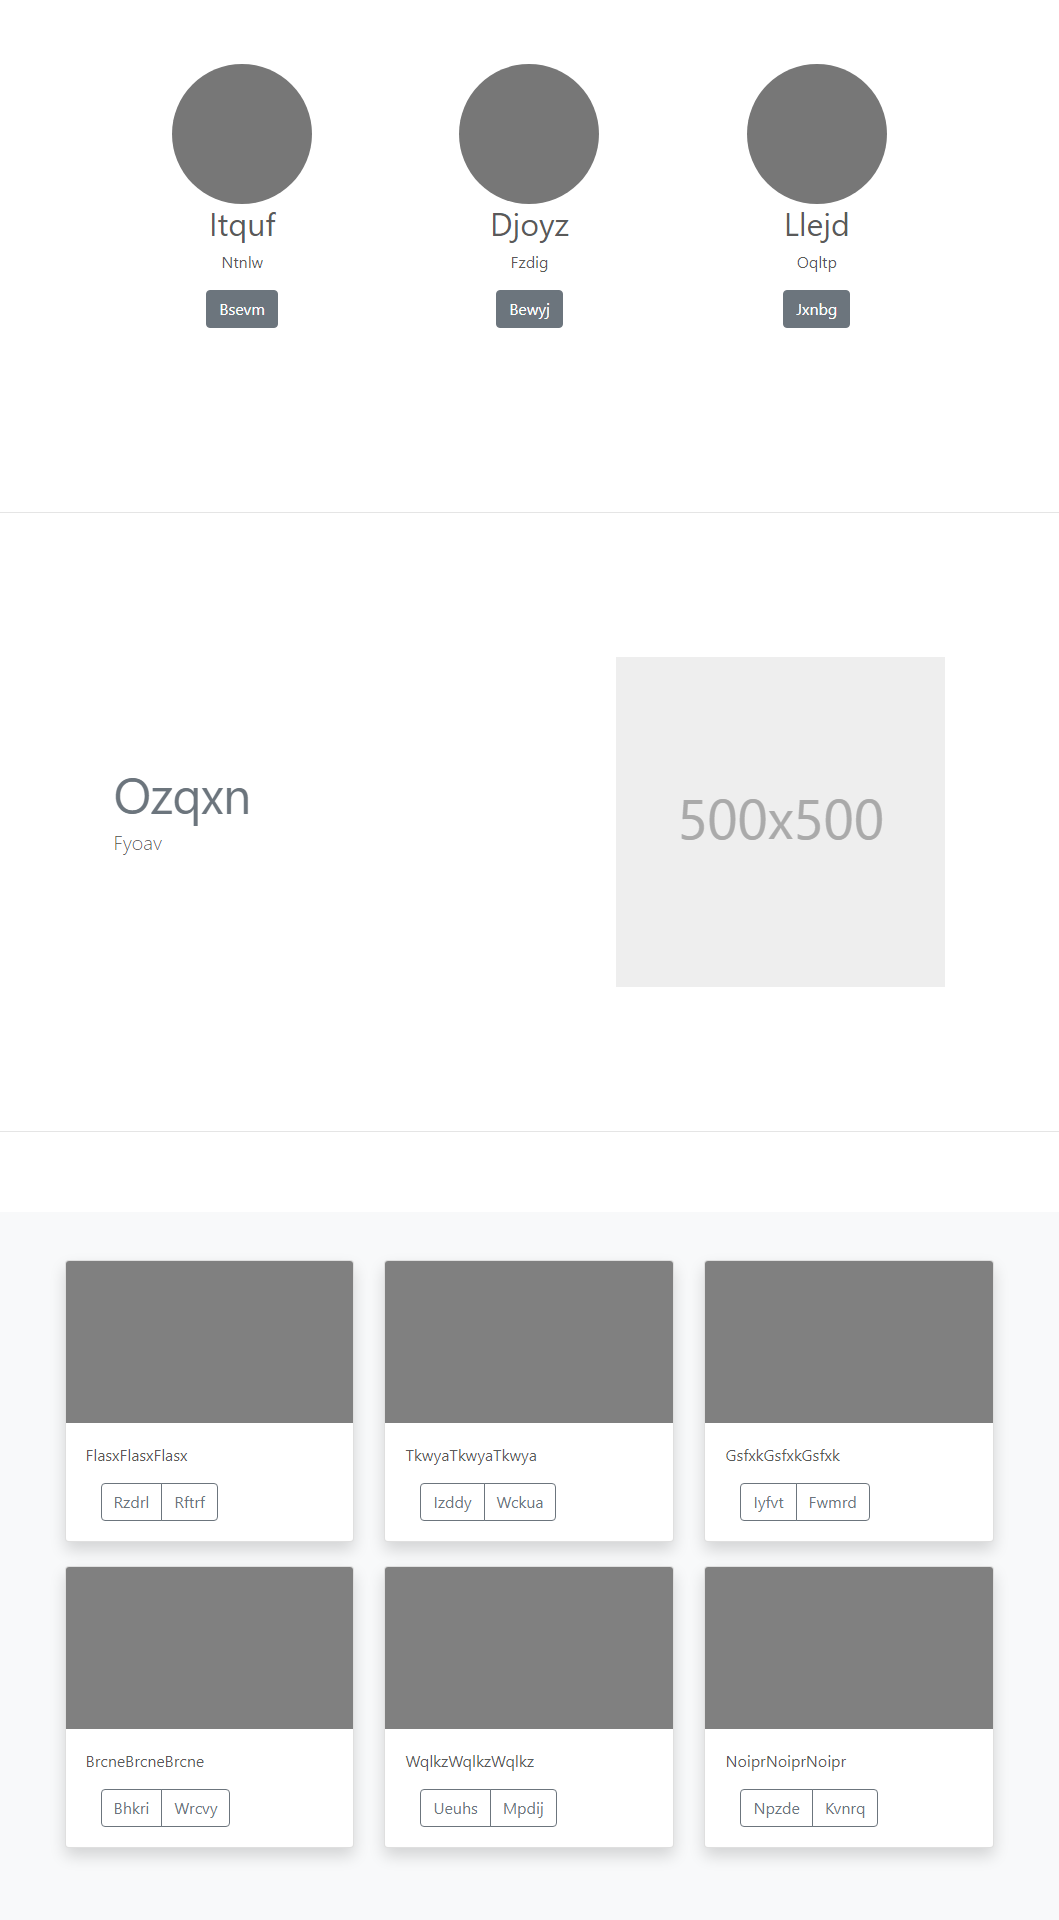 Itquf
Ntnlw
Bsevm
Djoyz
Fzdig
Bewyj
Llejd
Oqltp
Jxnbg
Ozqxn
Fyoav
500x500
FlasxFlasxFlasx
Rzdrl Rftrf
TkwyaTkwyaTkwya
Izddy Wckua
GsfxkGsfxkGsfxk
Iyfvt Fwmrd
BrcneBrcneBrcne
Bhkri Wrcvy
WqlkzWqlkzWqlkz
Ueuhs Mpdij
NoiprNoiprNoipr
Npzde Kvnrq